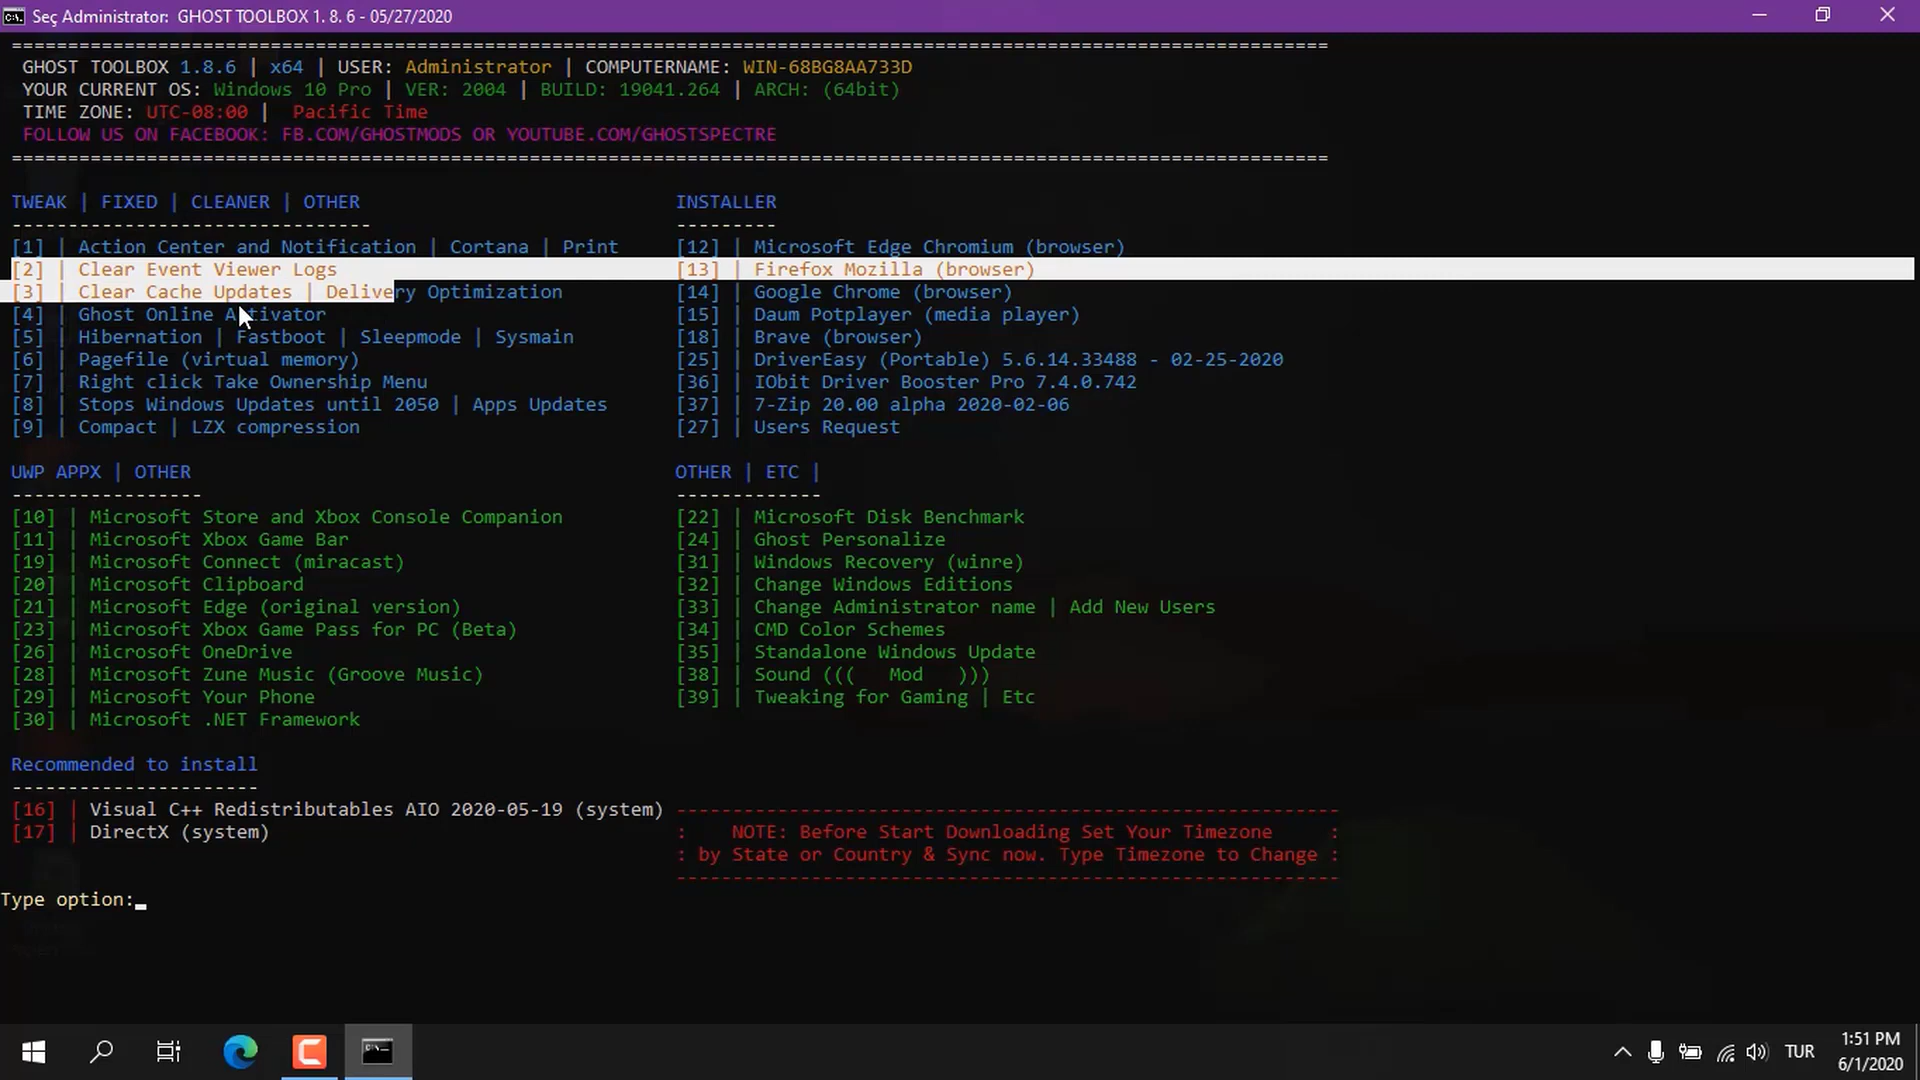 Seç Administrator:  GHOST TOOLBOX 1. 8. 6 - 05/27/2020
GHOST TOOLBOX 1.8.6 | x64 | USER: Administrator | COMPUTERNAME: WIN-68BG8AA733D
YOUR CURRENT OS: Windows 10 Pro | VER: 2004 | BUILD: 19041.264 | ARCH: (64bit)
TIME ZONE: UTC-08:00 |  Pacific Time
FOLLOW US ON FACEBOOK: FB.COM/GHOSTMODS OR YOUTUBE.COM/GHOSTSPECTRE
TWEAK | FIXED | CLEANER | OTHER
[1] | Action Center and Notification | Cortana | Print
[2] | Clear Event Viewer Logs
[3] | Clear Cache Updates | Delivery Optimization
[4] | Ghost Online Activator
[5] | Hibernation | Fastboot | Sleepmode | Sysmain
[6] | Pagefile (virtual memory)
[7] | Right click Take Ownership Menu
[8] | Stops Windows Updates until 2050 | Apps Updates
[9] | Compact | LZX compression
INSTALLER
[12] | Microsoft Edge Chromium (browser)
[13] | Firefox Mozilla (browser)
[14] | Google Chrome (browser)
[15] | Daum Potplayer (media player)
[18] | Brave (browser)
[25] | DriverEasy (Portable) 5.6.14.33488 - 02-25-2020
[36] | IObit Driver Booster Pro 7.4.0.742
[37] | 7-Zip 20.00 alpha 2020-02-06
[27] | Users Request
UWP APPX | OTHER
[10] | Microsoft Store and Xbox Console Companion
[11] | Microsoft Xbox Game Bar
[19] | Microsoft Connect (miracast)
[20] | Microsoft Clipboard
[21] | Microsoft Edge (original version)
[23] | Microsoft Xbox Game Pass for PC (Beta)
[26] | Microsoft OneDrive
[28] | Microsoft Zune Music (Groove Music)
[29] | Microsoft Your Phone
[30] | Microsoft .NET Framework
OTHER | ETC |
[22] | Microsoft Disk Benchmark
[24] | Ghost Personalize
[31] | Windows Recovery (winre)
[32] | Change Windows Editions
[33] | Change Administrator name | Add New Users
[34] | CMD Color Schemes
[35] | Standalone Windows Update
[38] | Sound (((   Mod   )))
[39] | Tweaking for Gaming | Etc
Recommended to install
[16] | Visual C++ Redistributables AIO 2020-05-19 (system)
[17] | DirectX (system)
:    NOTE: Before Start Downloading Set Your Timezone     :
: by State or Country & Sync now. Type Timezone to Change :
Type option:
TUR
1:51 PM
6/1/2020